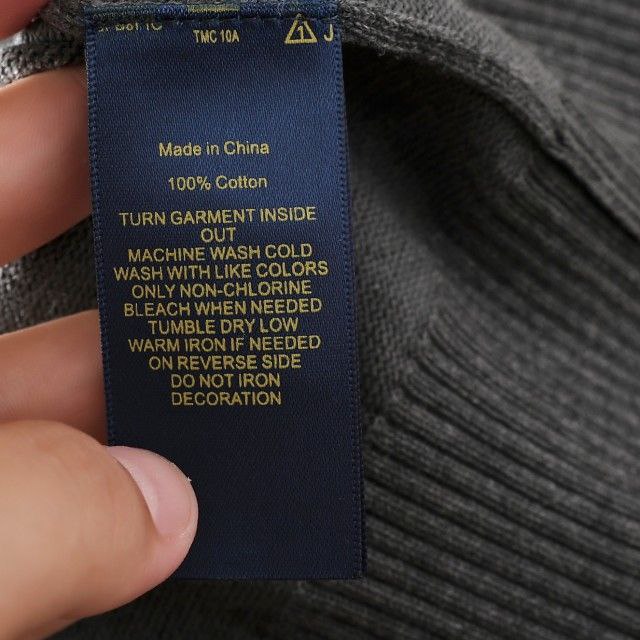 TMC 10A
1 J
Made in China
100% Cotton
TURN GARMENT INSIDE
OUT
MACHINE WASH COLD
WASH WITH LIKE COLORS
ONLY NON-CHLORINE
BLEACH WHEN NEEDED
TUMBLE DRY LOW
WARM IRON IF NEEDED
ON REVERSE SIDE
DO NOT IRON
DECORATION